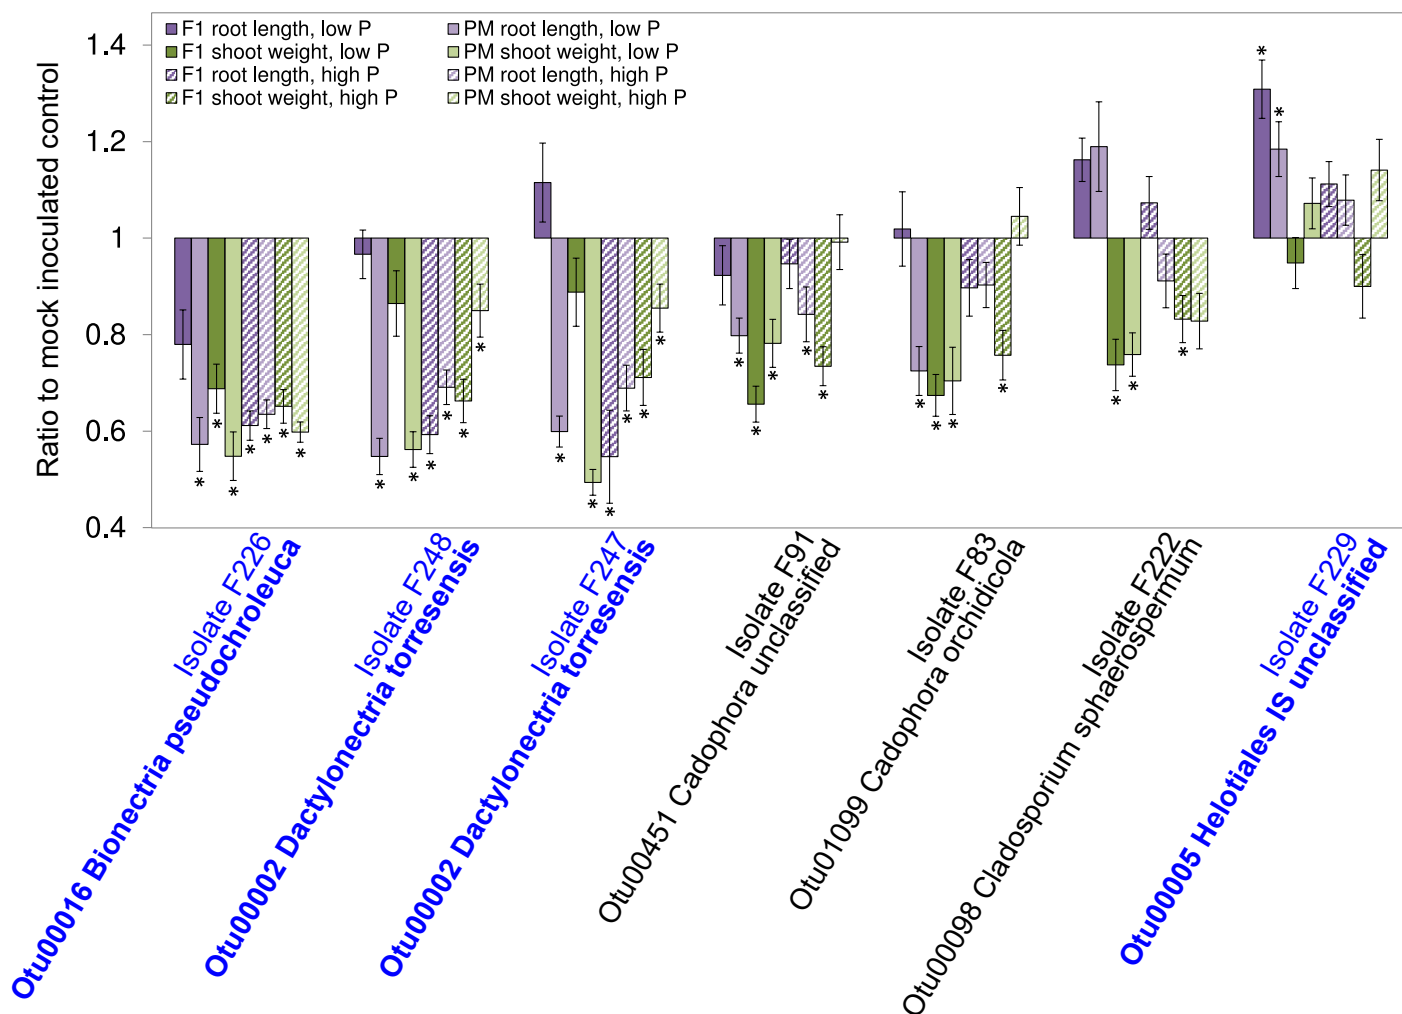 F1 root length, low P
PM root length, low P
F1 shoot weight, low P
PM shoot weight, low P
F1 root length, high P
PM root length, high P
F1 shoot weight, high P
PM shoot weight, high P
Ratio to mock inoculated control
1.4
1.2
1
0.8
0.6
0.4
* * * * * * *
* * * * * *
* * * * * *
* * * * *
* * * *
* * *
* *
Isolate F226
Otu00016 Bionectria pseudochroleuca
Isolate F248
Otu00002 Dactylonectria torresensis
Isolate F247
Otu00002 Dactylonectria torresensis
Isolate F91
Otu00451 Cadophora unclassified
Isolate F83
Otu01099 Cadophora orchidicola
Isolate F222
Otu00098 Cladosporium sphaerospermum
Isolate F229
Otu00005 Helotiales IS unclassified